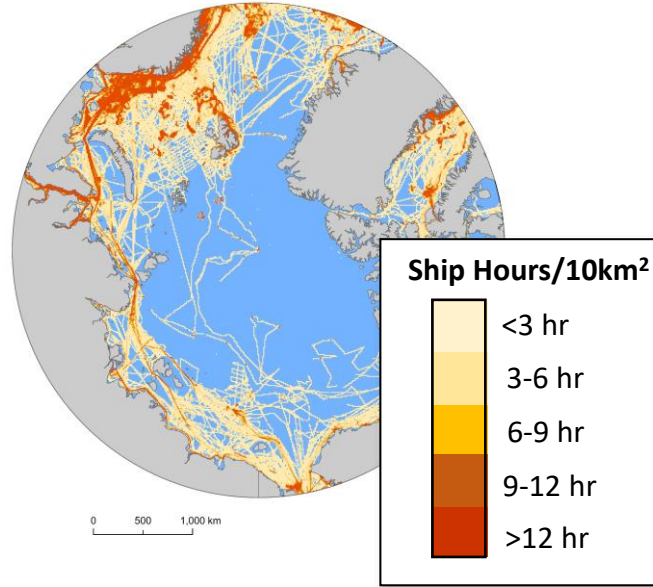 Ship Hours/10km²
<3 hr
3-6 hr
6-9 hr
9-12 hr
>12 hr
0 500 1,000 km